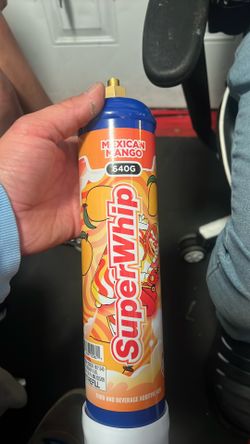 MEXICAN
MANGO
640G
SuperWhip
FOOD AND BEVERAGE ADDITIVE